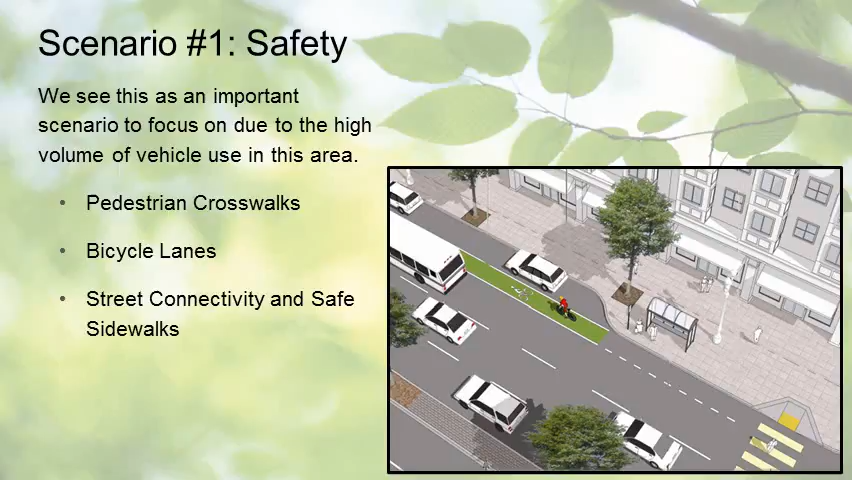 Scenario #1: Safety
We see this as an important
scenario to focus on due to the high
volume of vehicle use in this area.
• Pedestrian Crosswalks
• Bicycle Lanes
• Street Connectivity and Safe
Sidewalks